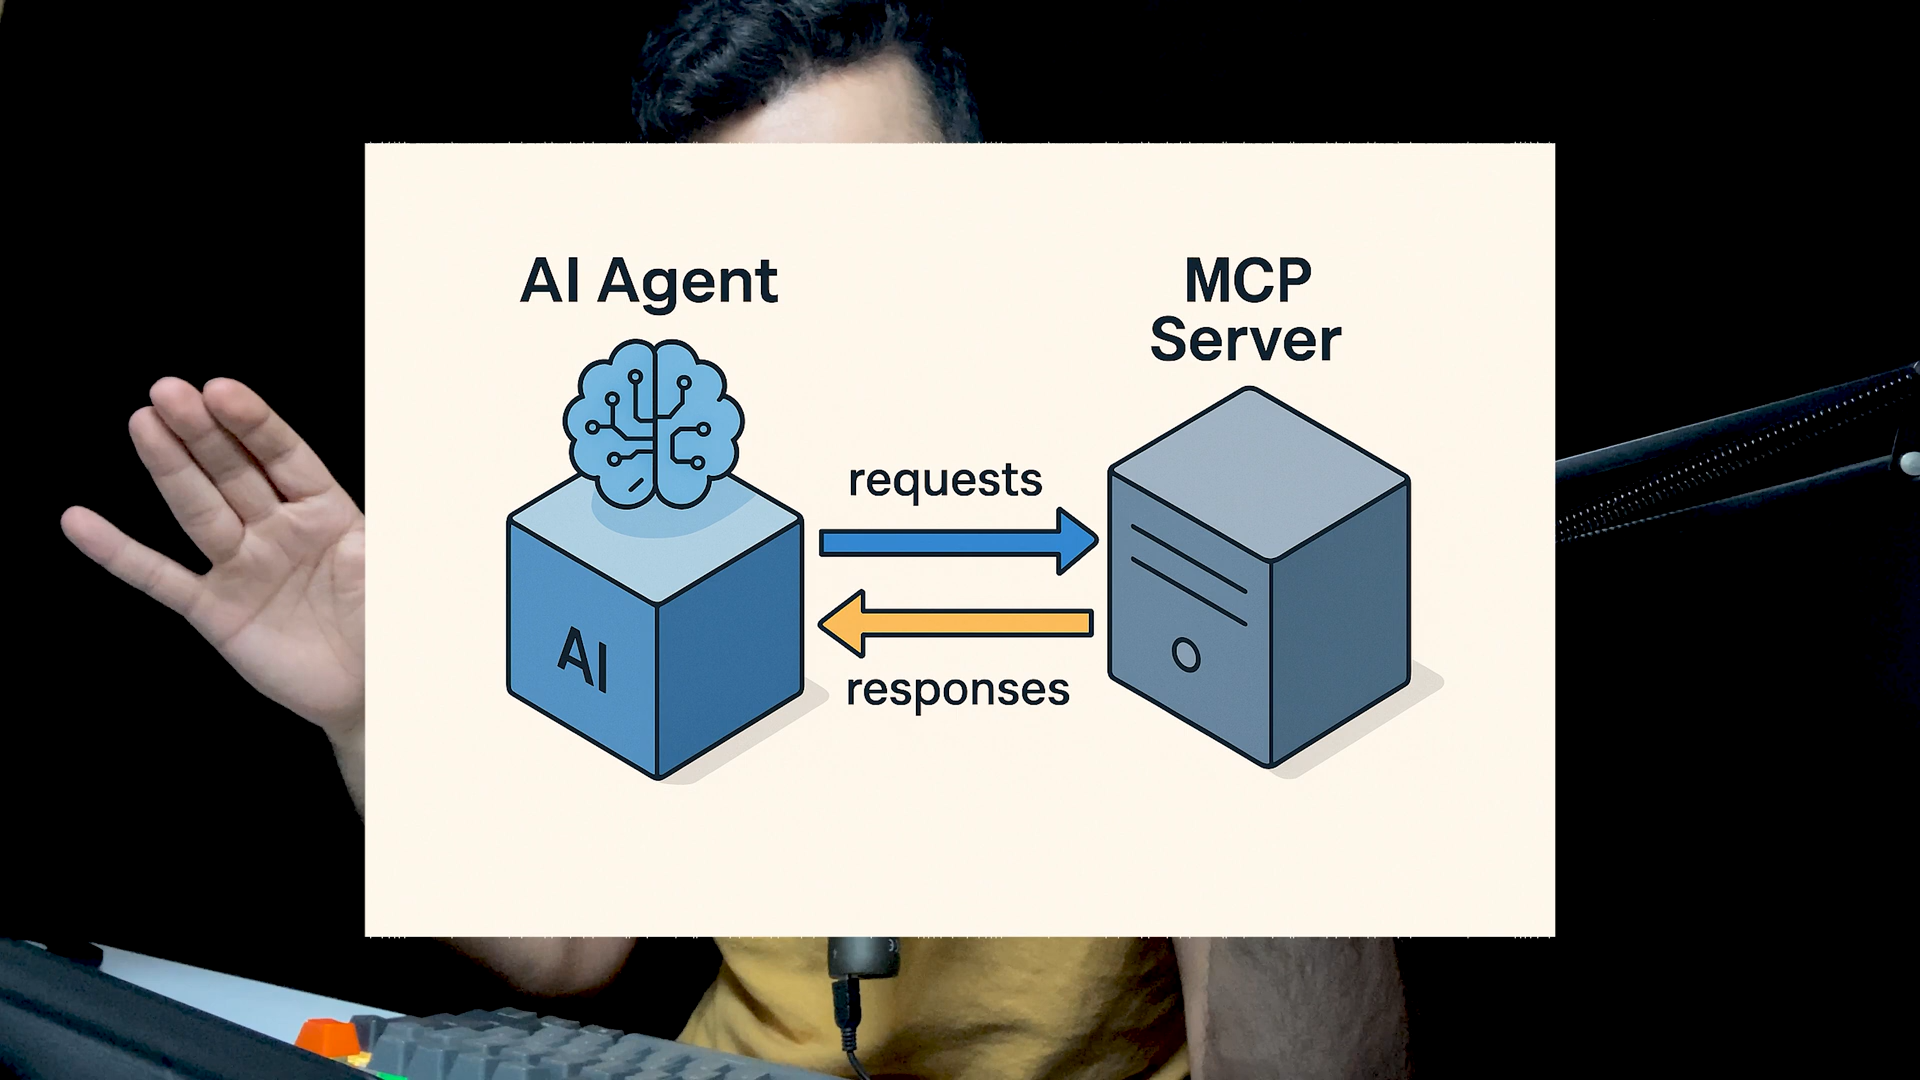 AI Agent
MCP
Server
requests
responses
AI